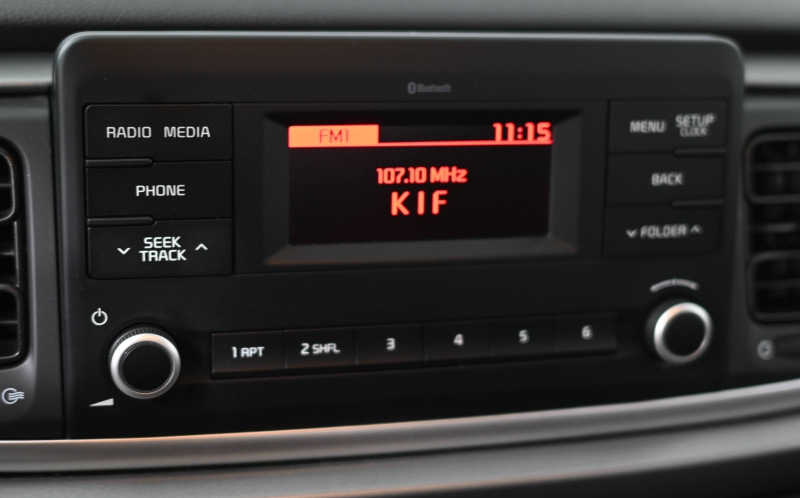 Bluetooth
RADIO MEDIA
FM1
11:15
MENU
SETUP
CLOCK
107.10 MHz
KIF
PHONE
BACK
SEEK
TRACK
FOLDER
1 RPT
2 SHFL
3
4
5
6